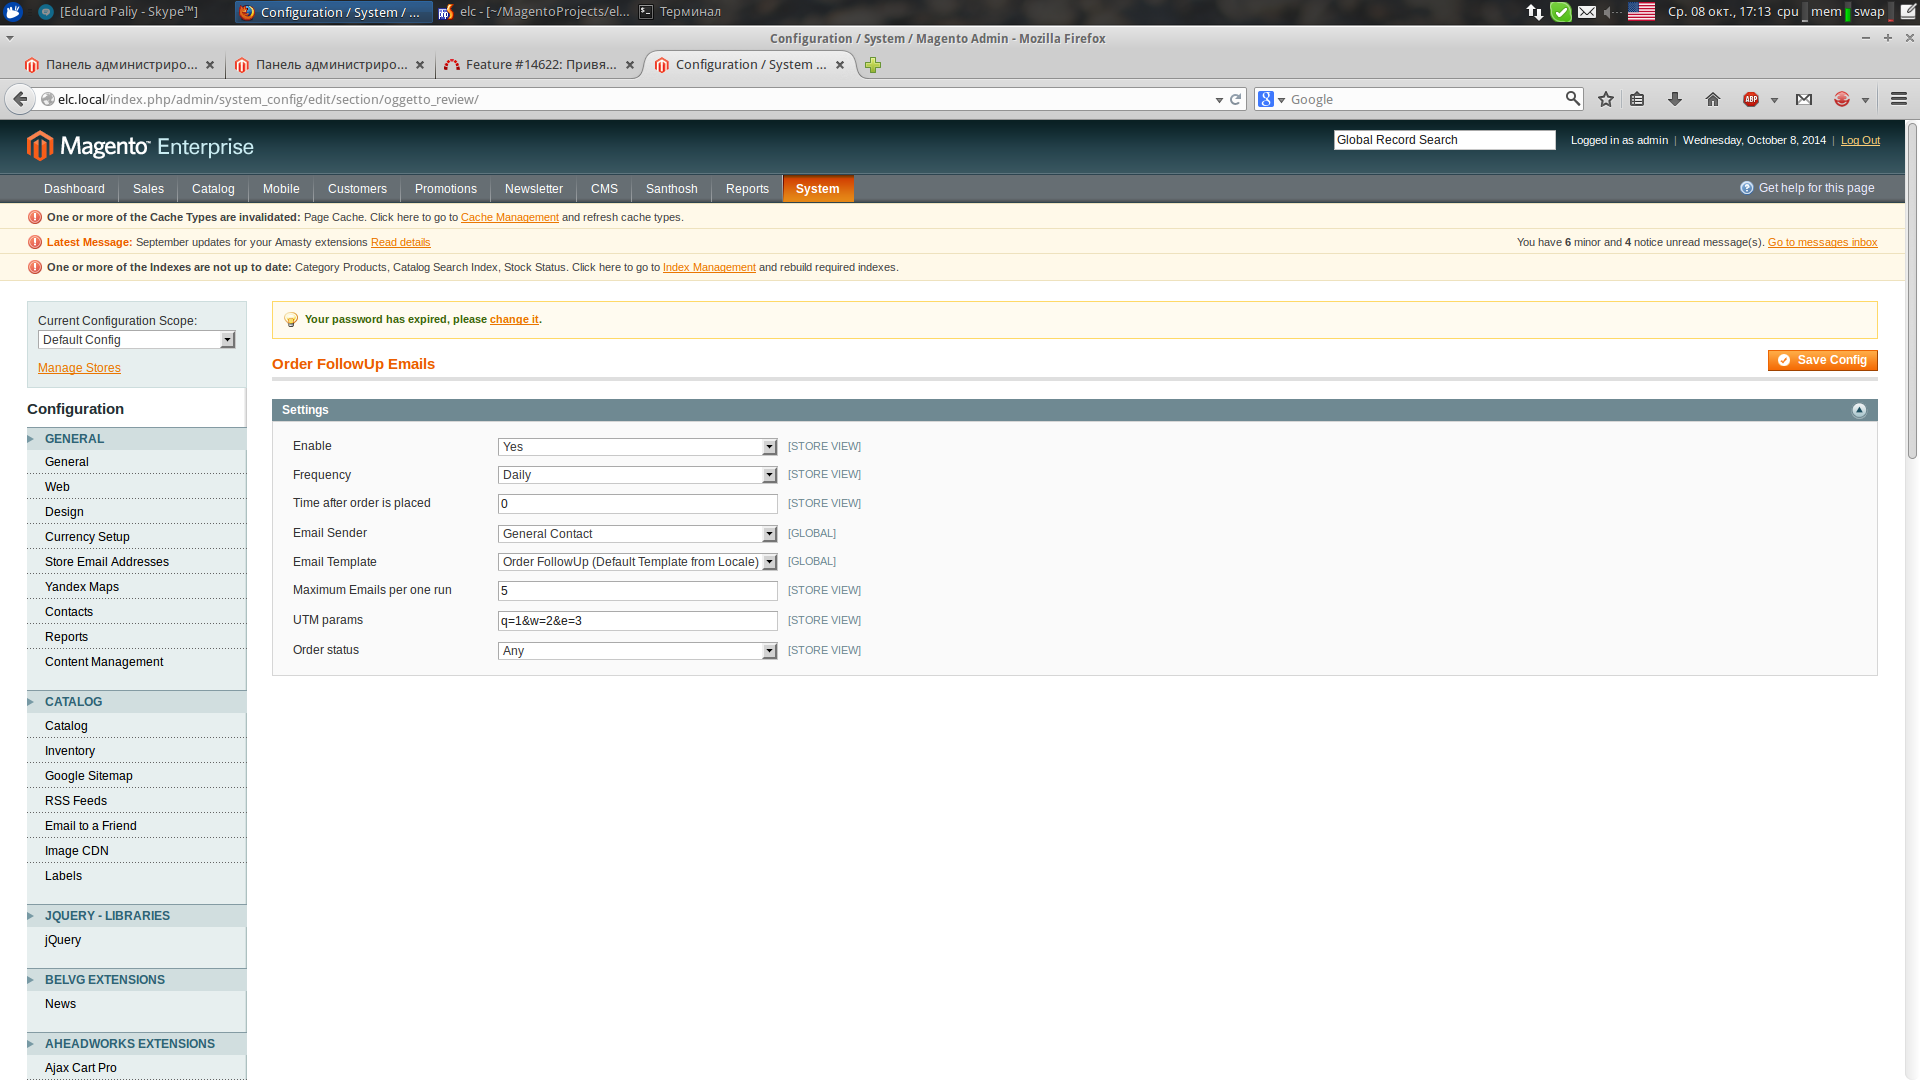 [Eduard Paliy - Skype™] Configuration / System / ... elc - [~/MagentoProjects/el... Терминал Ср. 08 окт., 17:13 cpu mem swap
Configuration / System / Magento Admin - Mozilla Firefox
Панель администриро... Панель администриро... Feature #14622: Привя... Configuration / System ...
elc.local/index.php/admin/system_config/edit/section/oggetto_review/ Google ABP
Magento™ Enterprise Global Record Search Logged in as admin | Wednesday, October 8, 2014 | Log Out
Dashboard Sales Catalog Mobile Customers Promotions Newsletter CMS Santhosh Reports System Get help for this page
One or more of the Cache Types are invalidated: Page Cache. Click here to go to Cache Management and refresh cache types.
Latest Message: September updates for your Amasty extensions Read details You have 6 minor and 4 notice unread message(s). Go to messages inbox
One or more of the Indexes are not up to date: Category Products, Catalog Search Index, Stock Status. Click here to go to Index Management and rebuild required indexes.
Current Configuration Scope:
Default Config
Manage Stores
Configuration
GENERAL
General
Web
Design
Currency Setup
Store Email Addresses
Yandex Maps
Contacts
Reports
Content Management
CATALOG
Catalog
Inventory
Google Sitemap
RSS Feeds
Email to a Friend
Image CDN
Labels
JQUERY - LIBRARIES
jQuery
BELVG EXTENSIONS
News
AHEADWORKS EXTENSIONS
Ajax Cart Pro
Your password has expired, please change it.
Order FollowUp Emails Save Config
Settings
Enable Yes [STORE VIEW]
Frequency Daily [STORE VIEW]
Time after order is placed 0 [STORE VIEW]
Email Sender General Contact [GLOBAL]
Email Template Order FollowUp (Default Template from Locale) [GLOBAL]
Maximum Emails per one run 5 [STORE VIEW]
UTM params q=1&w=2&e=3 [STORE VIEW]
Order status Any [STORE VIEW]